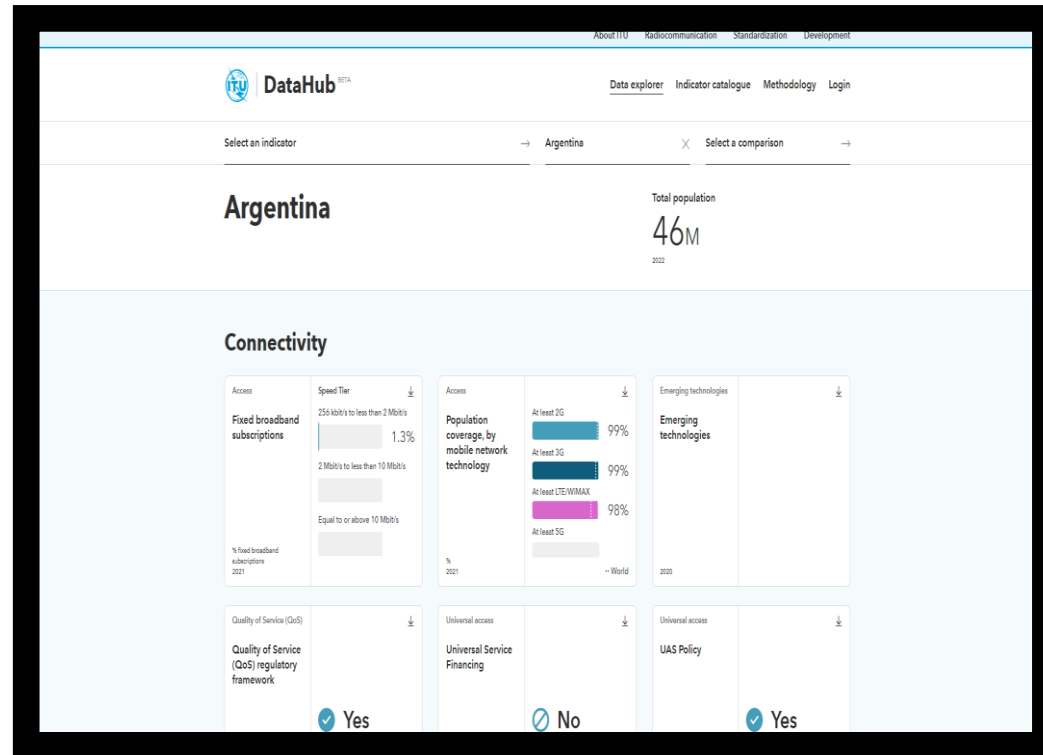 About ITU Radiocommunication Standardization Development
ITU DataHub BETA
Data explorer Indicator catalogue Methodology Login
Select an indicator → Argentina X Select a comparison →
Argentina
Total population
46M
2022
Connectivity
Access
Fixed broadband
subscriptions
% fixed broadband
subscriptions
2021
Speed Tier
256 kbit/s to less than 2 Mbit/s
1.3%
2 Mbit/s to less than 10 Mbit/s
Equal to or above 10 Mbit/s
Access
Population
coverage, by
mobile network
technology
%
2021
At least 2G
99%
At least 3G
99%
At least LTE/WiMAX
98%
At least 5G
-- World
Emerging technologies
Emerging
technologies
2020
Quality of Service (QoS)
Quality of Service
(QoS) regulatory
framework
Yes
Universal access
Universal Service
Financing
No
Universal access
UAS Policy
Yes